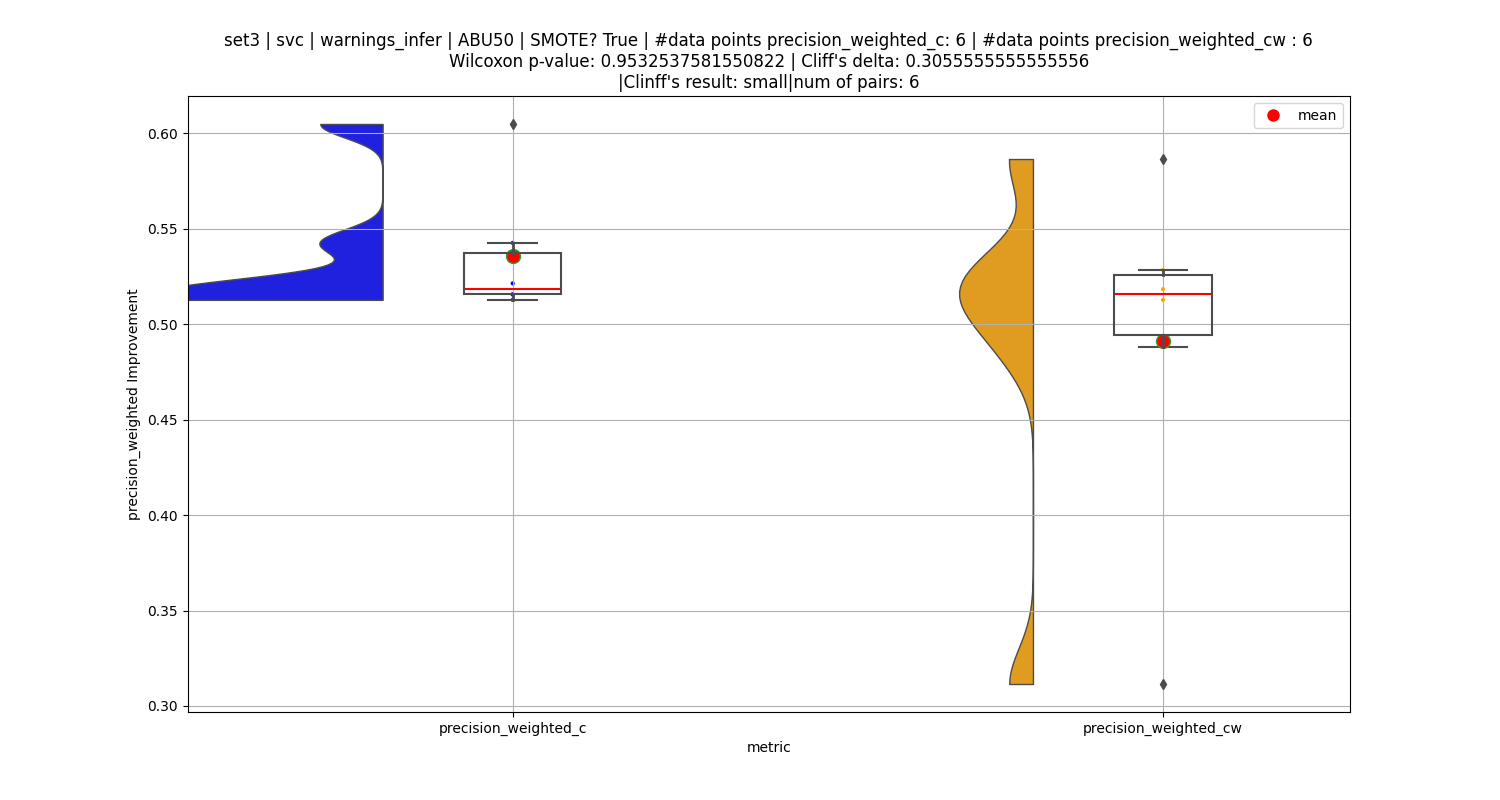 set3 | svc | warnings_infer | ABU50 | SMOTE? True | #data points precision_weighted_c: 6 | #data points precision_weighted_cw : 6
Wilcoxon p-value: 0.9532537581550822 | Cliff's delta: 0.3055555555555556
|Clinff's result: small|num of pairs: 6
mean
0.60
0.55
0.50
0.45
0.40
0.35
0.30
precision_weighted Improvement
precision_weighted_c
precision_weighted_cw
metric